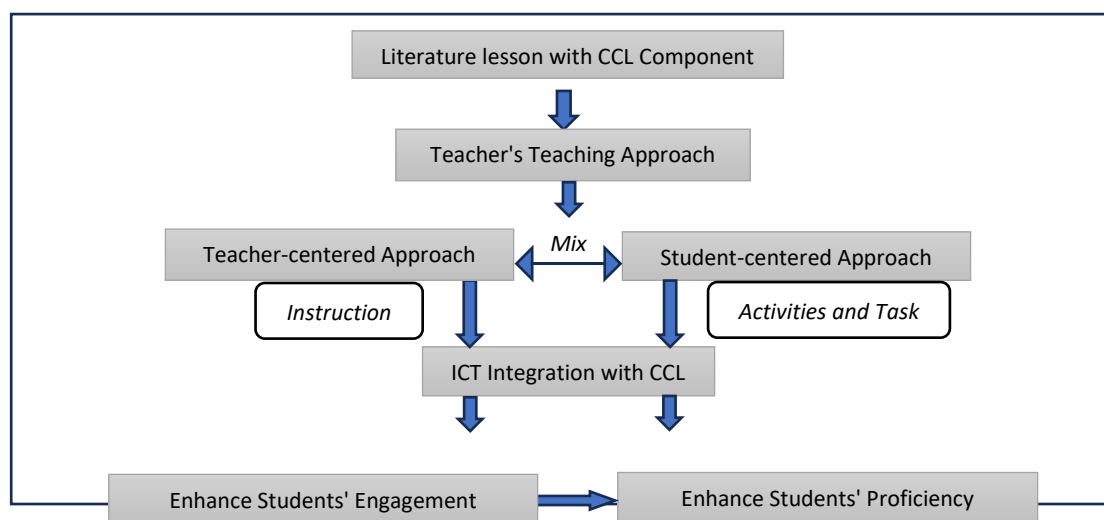 Literature lesson with CCL Component
Teacher's Teaching Approach
Mix
Teacher-centered Approach
Student-centered Approach
Instruction
Activities and Task
ICT Integration with CCL
Enhance Students' Engagement
Enhance Students' Proficiency